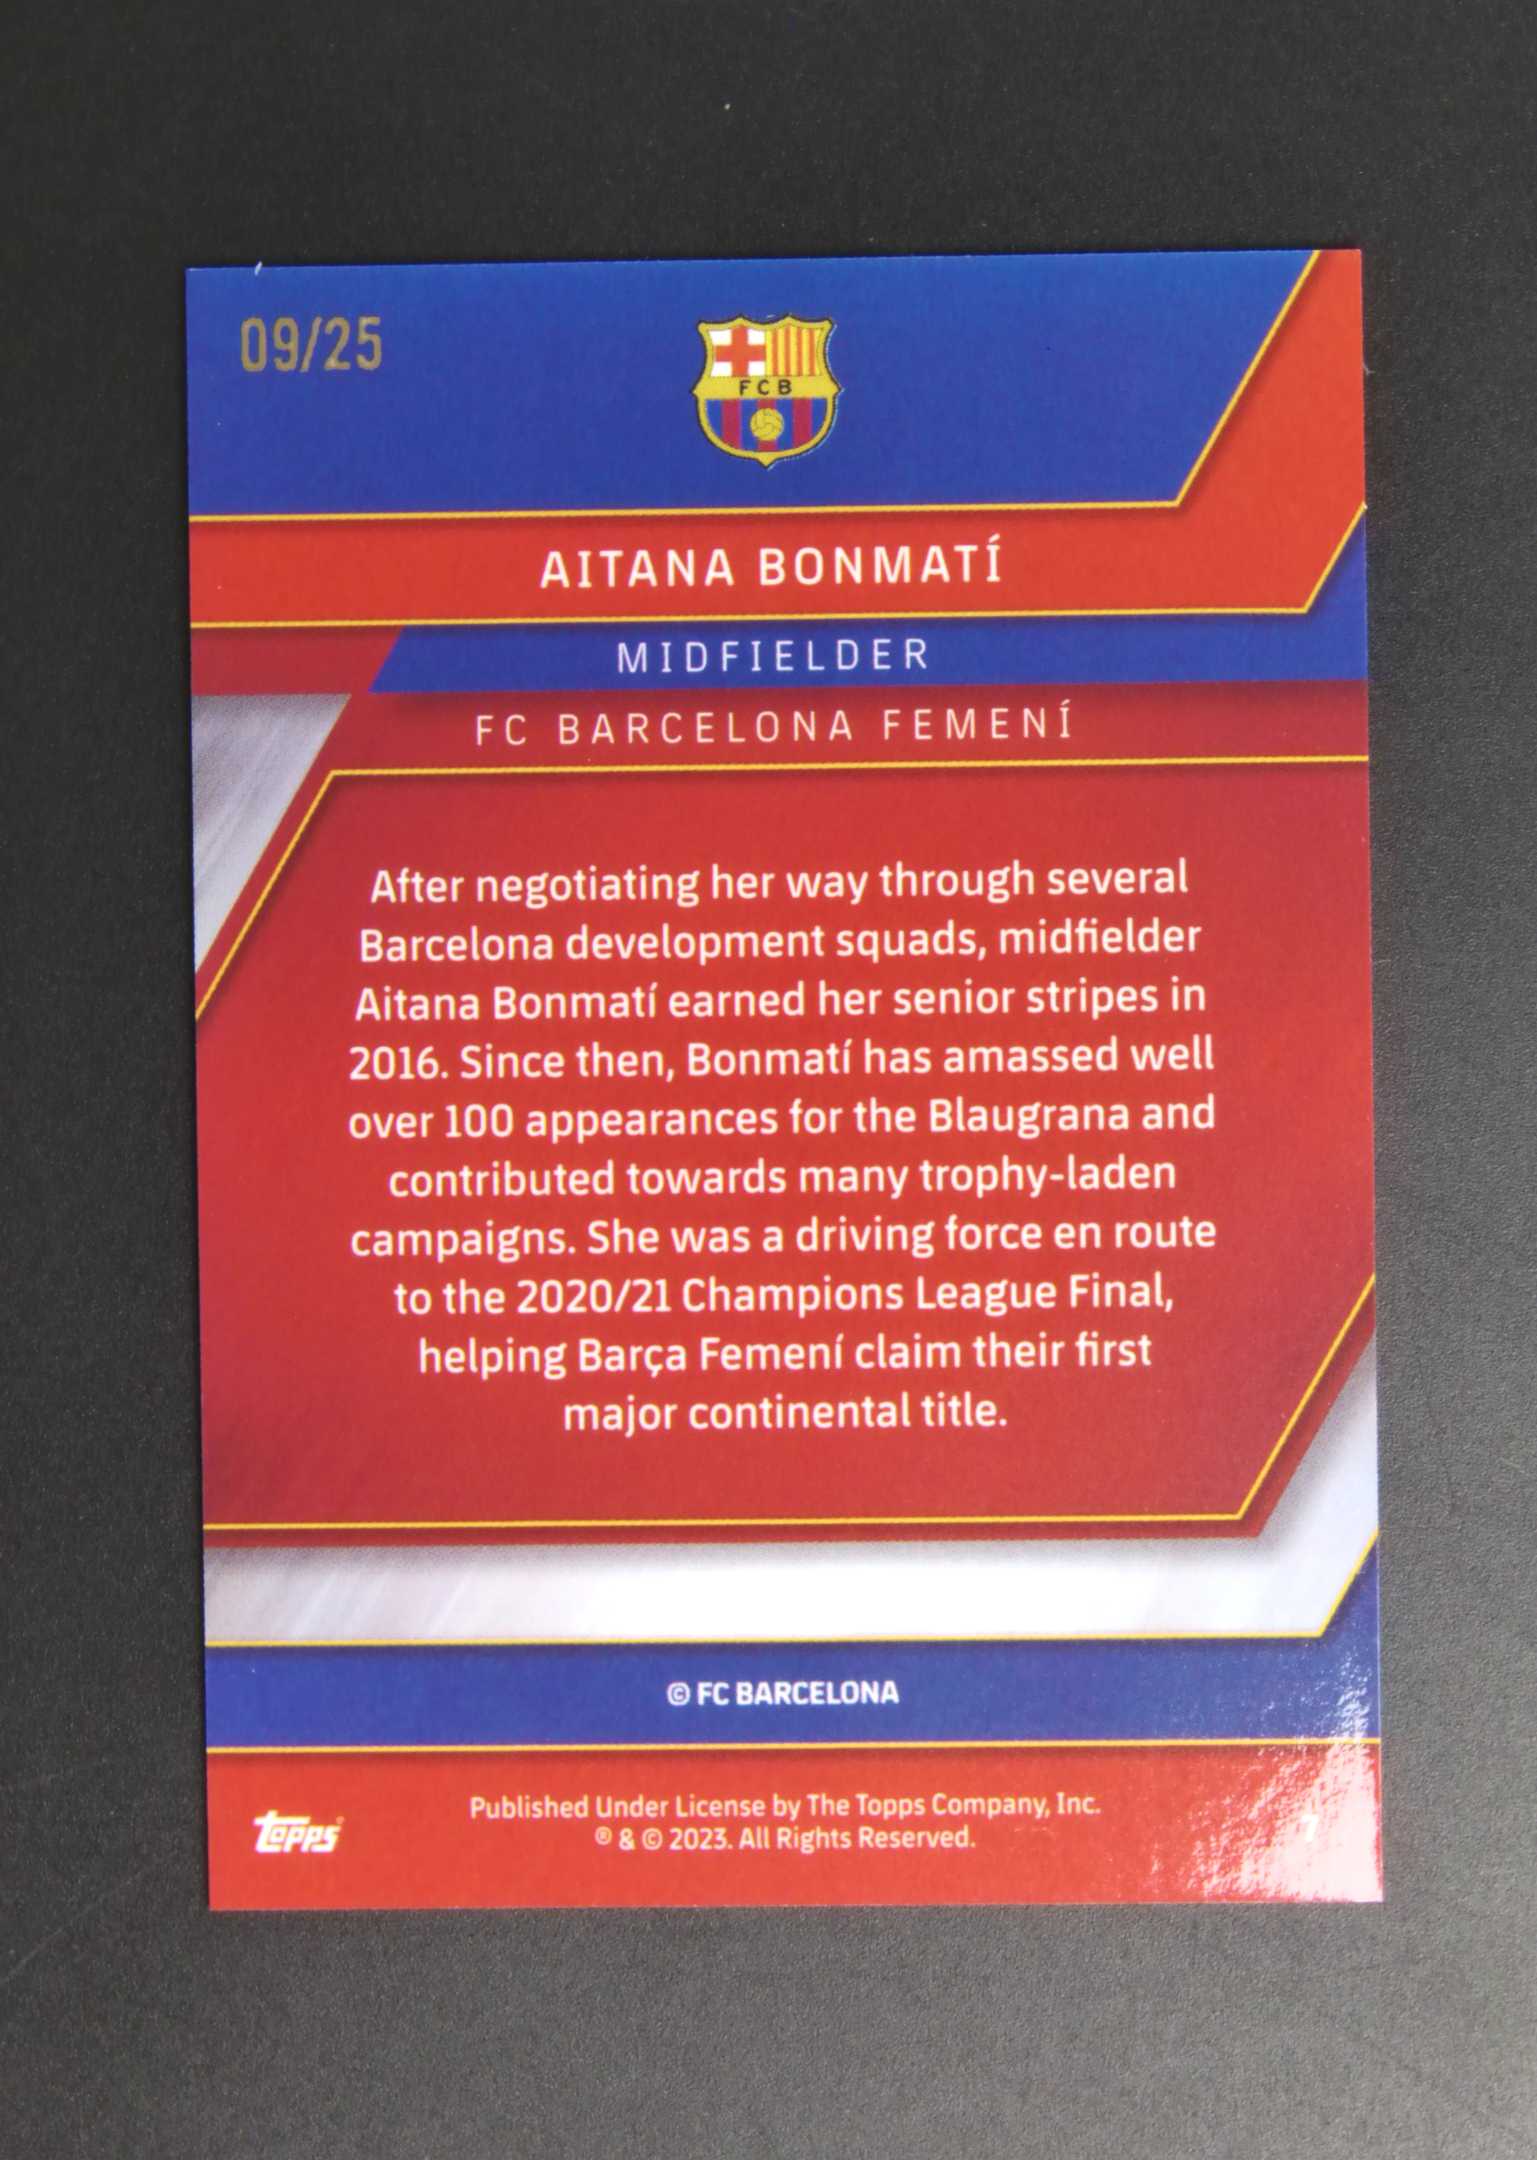 09/25
FCB
AITANA BONMATÍ
MIDFIELDER
FC BARCELONA FEMENÍ
After negotiating her way through several
Barcelona development squads, midfielder
Aitana Bonmatí earned her senior stripes in
2016. Since then, Bonmatí has amassed well
over 100 appearances for the Blaugrana and
contributed towards many trophy-laden
campaigns. She was a driving force en route
to the 2020/21 Champions League Final,
helping Barça Femení claim their first
major continental title.
© FC BARCELONA
Published Under License by The Topps Company, Inc.
® & © 2023. All Rights Reserved.
Topps
7